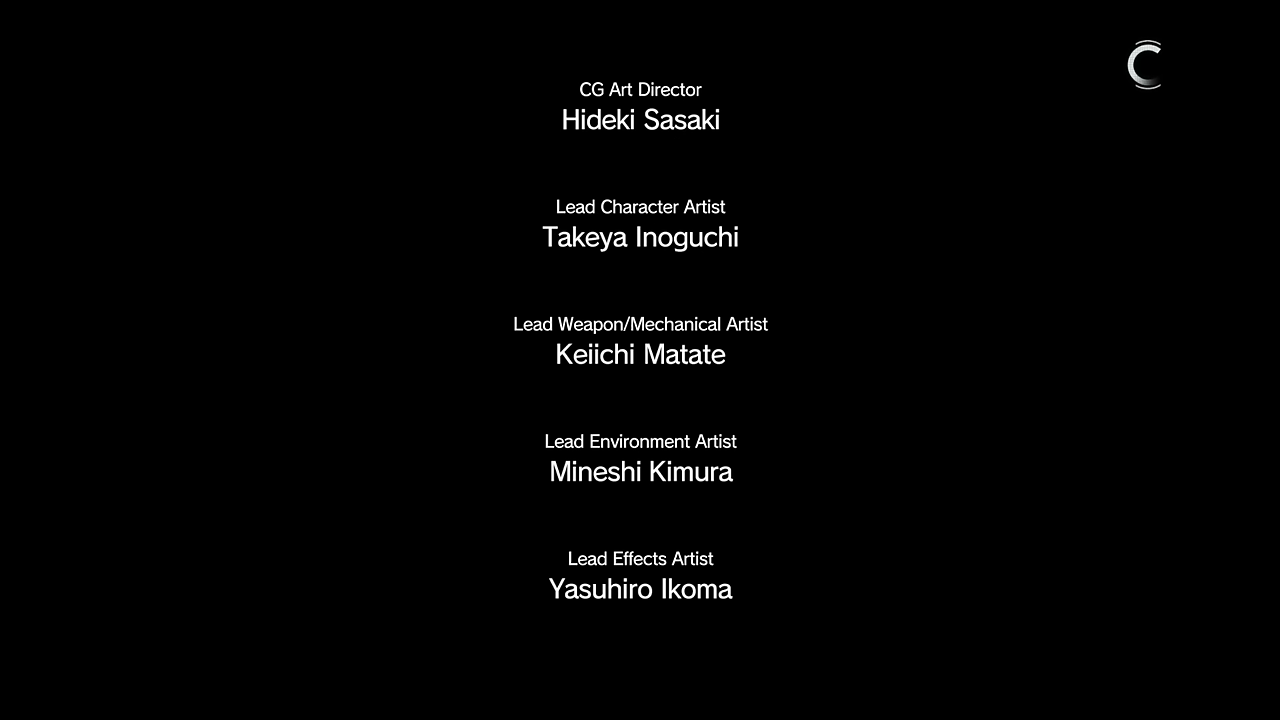 CG Art Director
Hideki Sasaki
Lead Character Artist
Takeya Inoguchi
Lead Weapon/Mechanical Artist
Keiichi Matate
Lead Environment Artist
Mineshi Kimura
Lead Effects Artist
Yasuhiro Ikoma
C